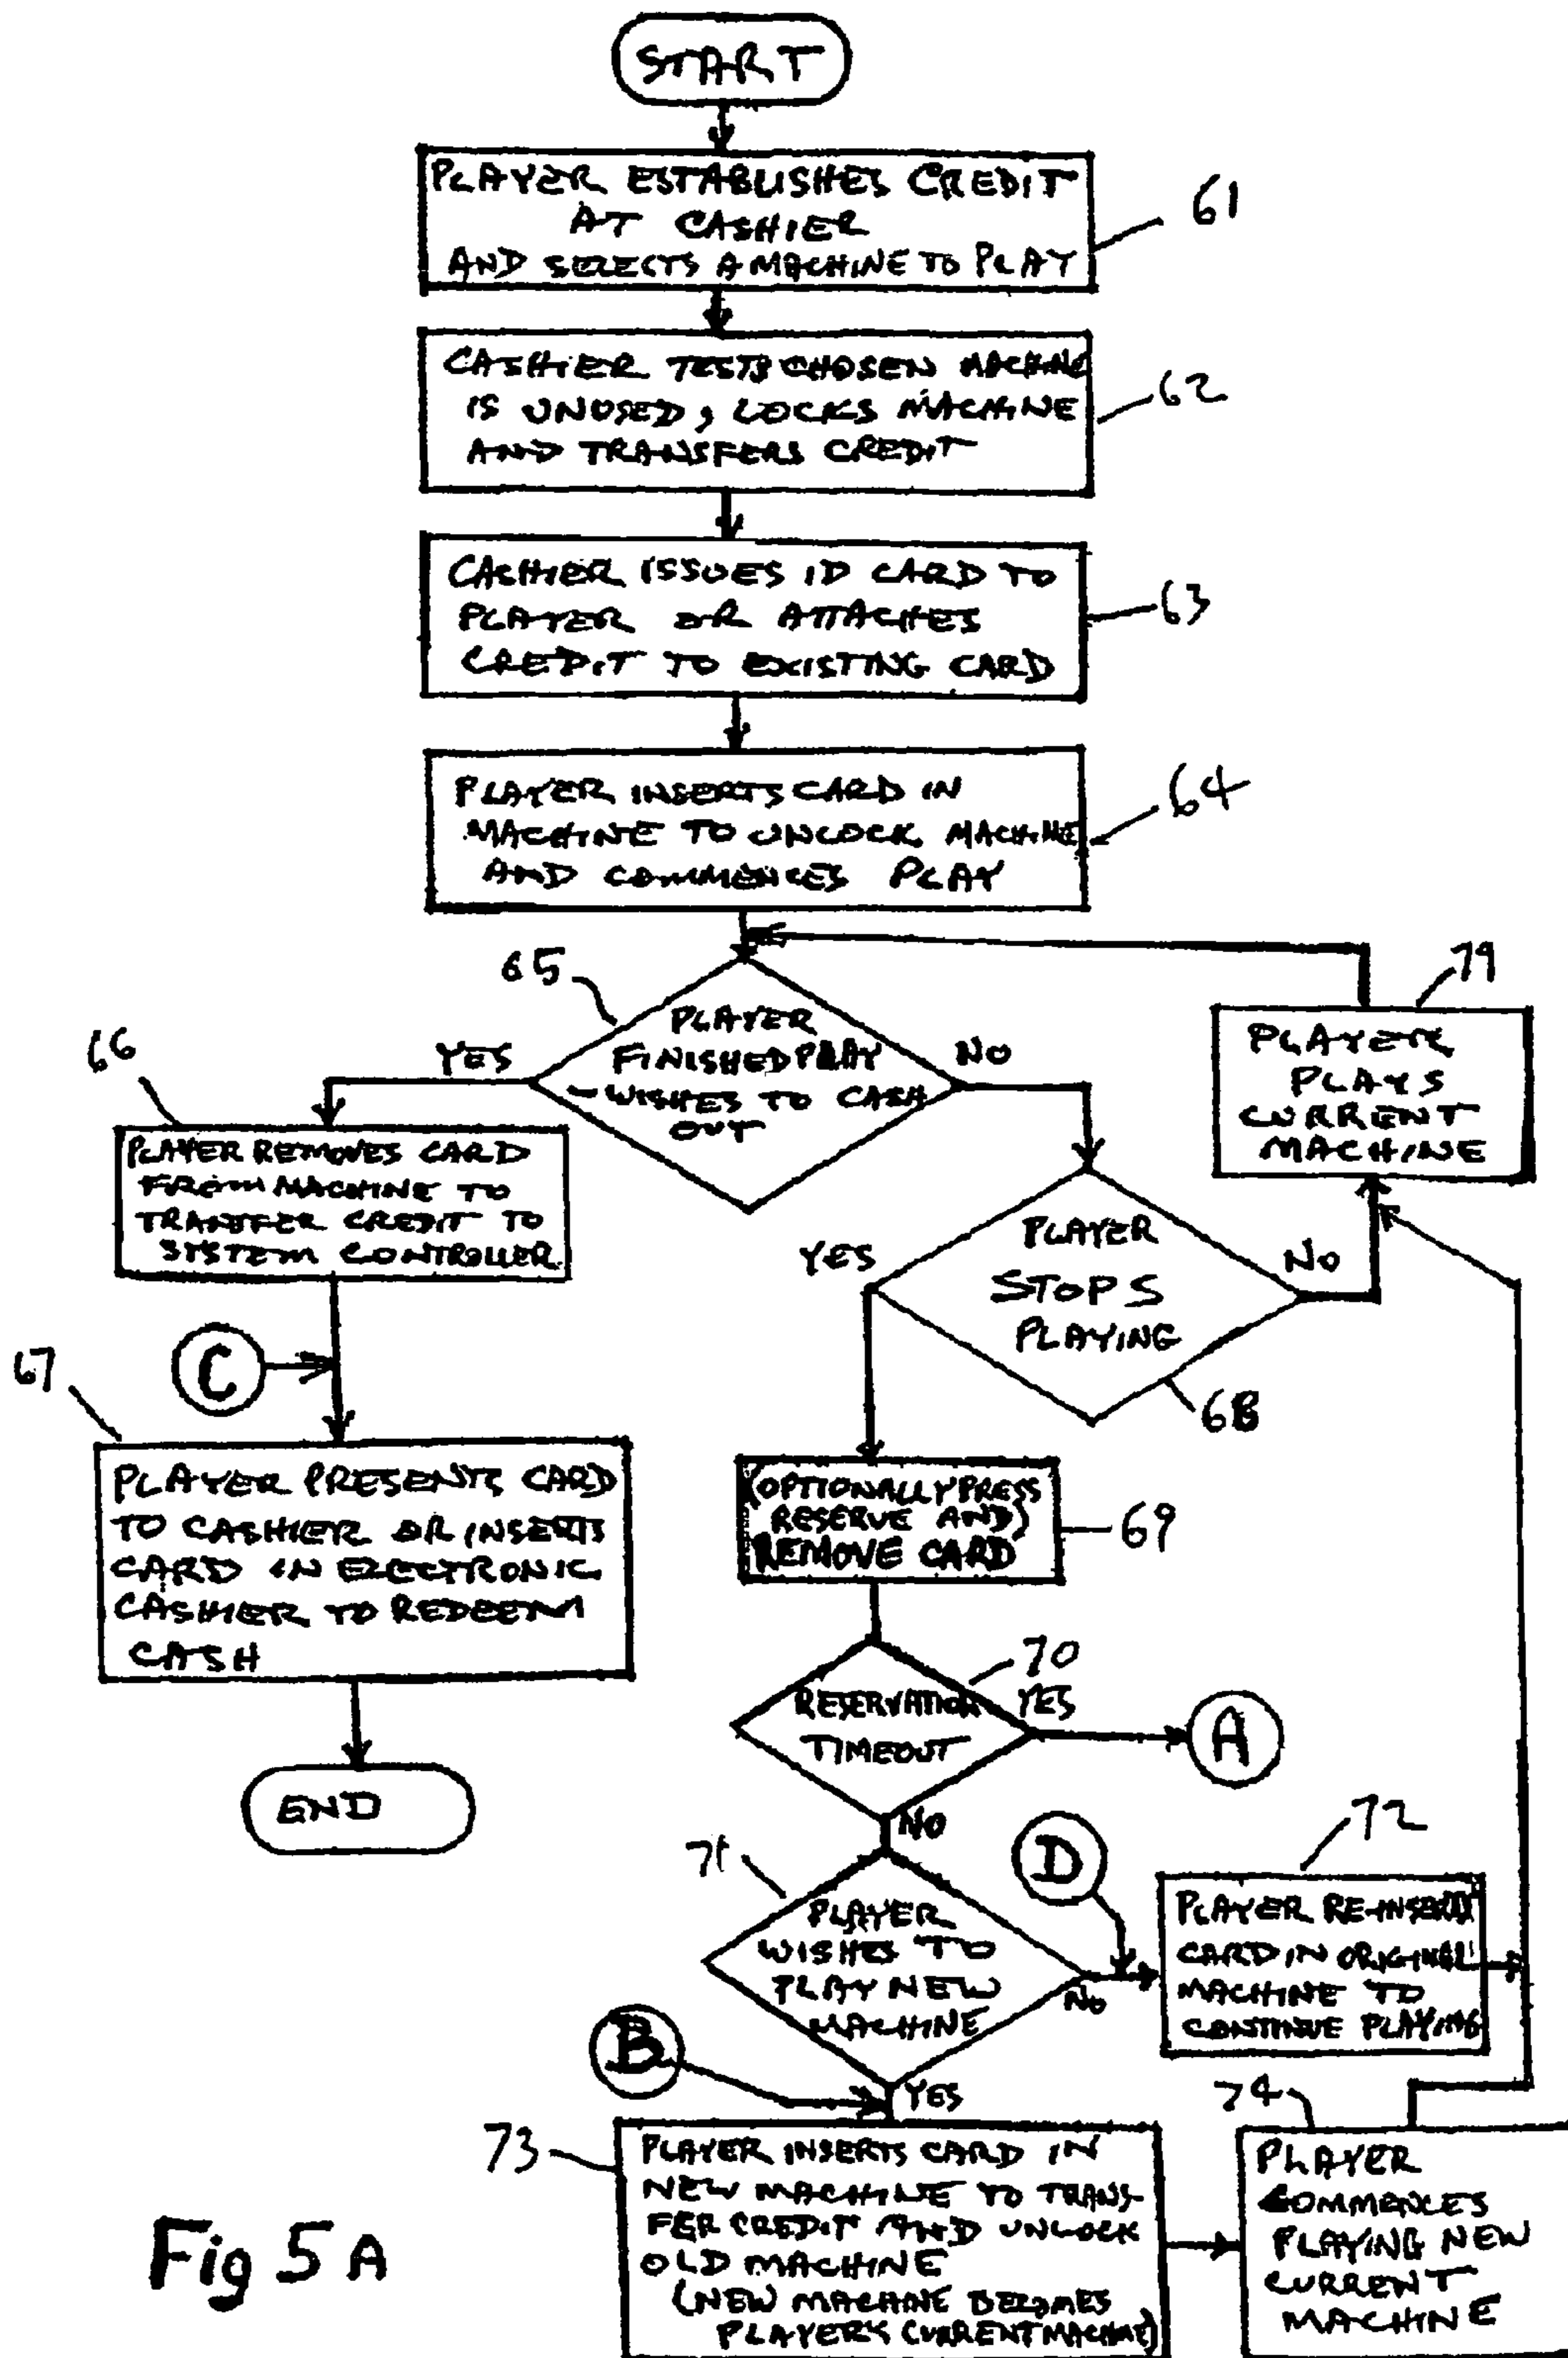 START
PLAYER ESTABLISHES CREDIT
AT CASHIER
AND SELECTS A MACHINE TO PLAY
61
CASHIER TESTS CHOSEN MACHINE
IS UNUSED, LOCKS MACHINE
AND TRANSFERS CREDIT
62
CASHIER ISSUES ID CARD TO
PLAYER OR ATTACHES
CREDIT TO EXISTING CARD
63
PLAYER INSERTS CARD IN
MACHINE TO UNLOCK MACHINE
AND COMMENCES PLAY
64
65
PLAYER
FINISHED PLAY
- WISHES TO CASH
OUT
YES
NO
79
PLAYER
PLAYS
CURRENT
MACHINE
66
PLAYER REMOVES CARD
FROM MACHINE TO
TRANSFER CREDIT TO
SYSTEM CONTROLLER
YES
PLAYER
STOPS
PLAYING
NO
68
C
67
PLAYER PRESENTS CARD
TO CASHIER OR INSERTS
CARD IN ELECTRONIC
CASHIER TO REDEEM
CASH
END
(OPTIONALLY PRESS
RESERVE AND)
REMOVE CARD
69
70
RESERVATION
TIMEOUT
YES
A
NO
71
PLAYER
WISHES TO
PLAY NEW
MACHINE
D
NO
72
PLAYER RE-INSERTS
CARD IN ORIGINAL
MACHINE TO
CONTINUE PLAYING
B
YES
73
PLAYER INSERTS CARD IN
NEW MACHINE TO TRANS-
FER CREDIT AND UNLOCK
OLD MACHINE
(NEW MACHINE BECOMES
PLAYER'S CURRENT MACHINE)
74
PLAYER
COMMENCES
PLAYING NEW
CURRENT
MACHINE
Fig 5A